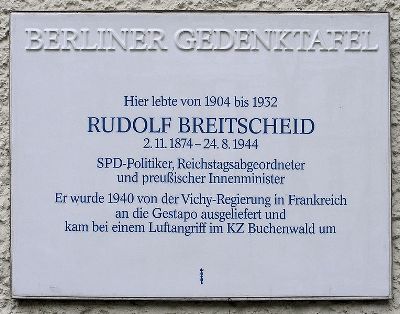 BERLINER GEDENKTAFEL
Hier lebte von 1904 bis 1932
RUDOLF BREITSCHEID
2. 11. 1874 – 24. 8. 1944
SPD-Politiker, Reichstagsabgeordneter
und preußischer Innenminister
Er wurde 1940 von der Vichy-Regierung in Frankreich
an die Gestapo ausgeliefert und
kam bei einem Luftangriff im KZ Buchenwald um